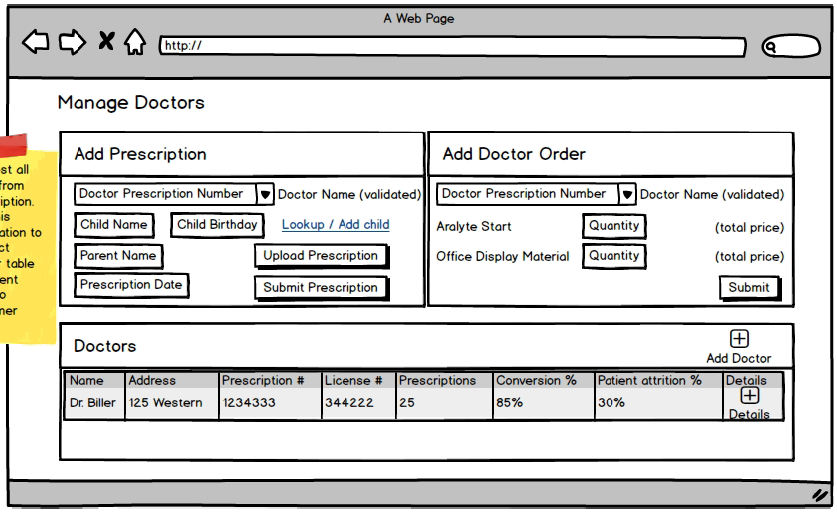 A Web Page
http://
Manage Doctors
st all
from
iption.
is
ation to
ct
r table
ent
o
ner
Add Prescription
Doctor Prescription Number Doctor Name (validated)
Child Name Child Birthday Lookup / Add child
Parent Name Upload Prescription
Prescription Date Submit Prescription
Add Doctor Order
Doctor Prescription Number Doctor Name (validated)
Aralyte Start Quantity (total price)
Office Display Material Quantity (total price)
Submit
Doctors
Add Doctor
Name Address Prescription # License # Prescriptions Conversion % Patient attrition % Details
Dr. Biller 125 Western 1234333 344222 25 85% 30%
Details